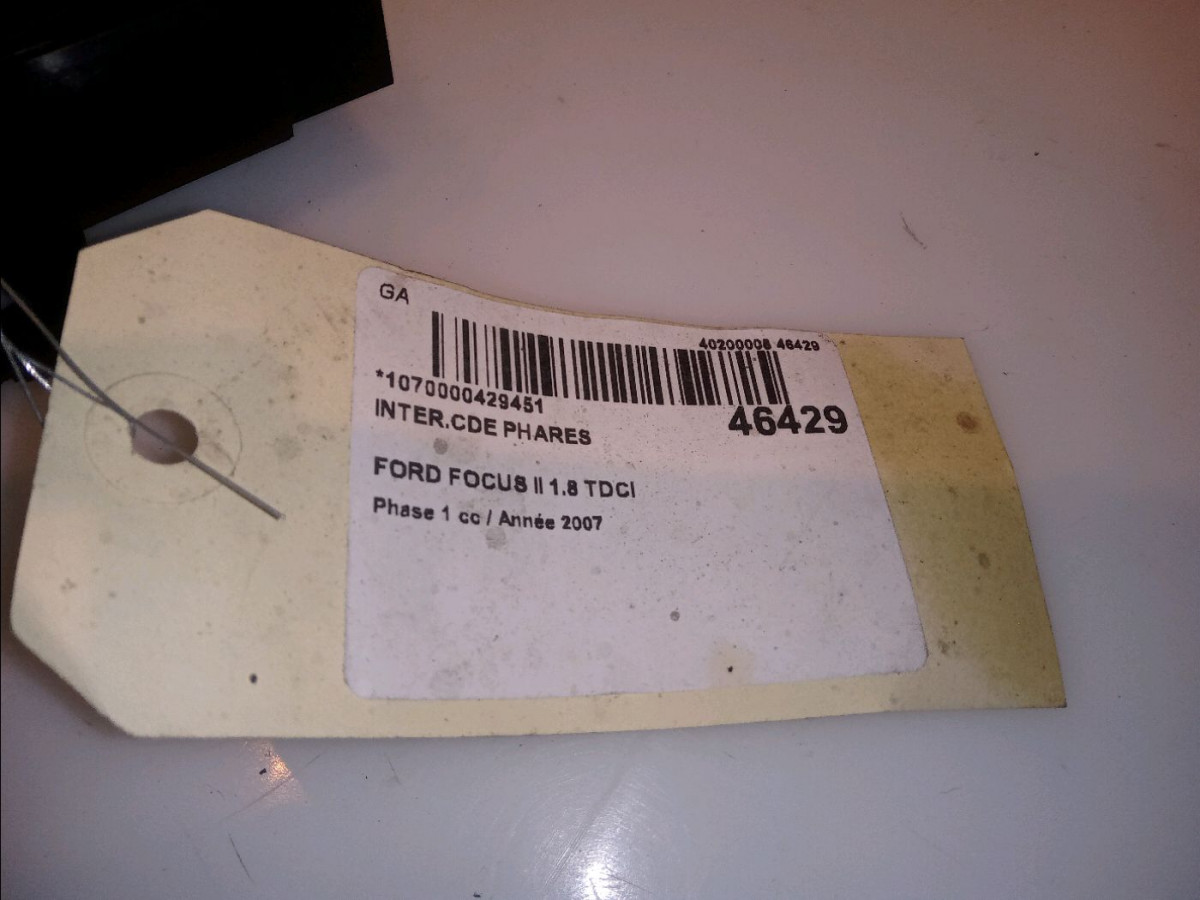 GA
40200008 46429
*1070000429451
46429
INTER.CDE PHARES
FORD FOCUS II 1.8 TDCI
Phase 1 cc / Année 2007